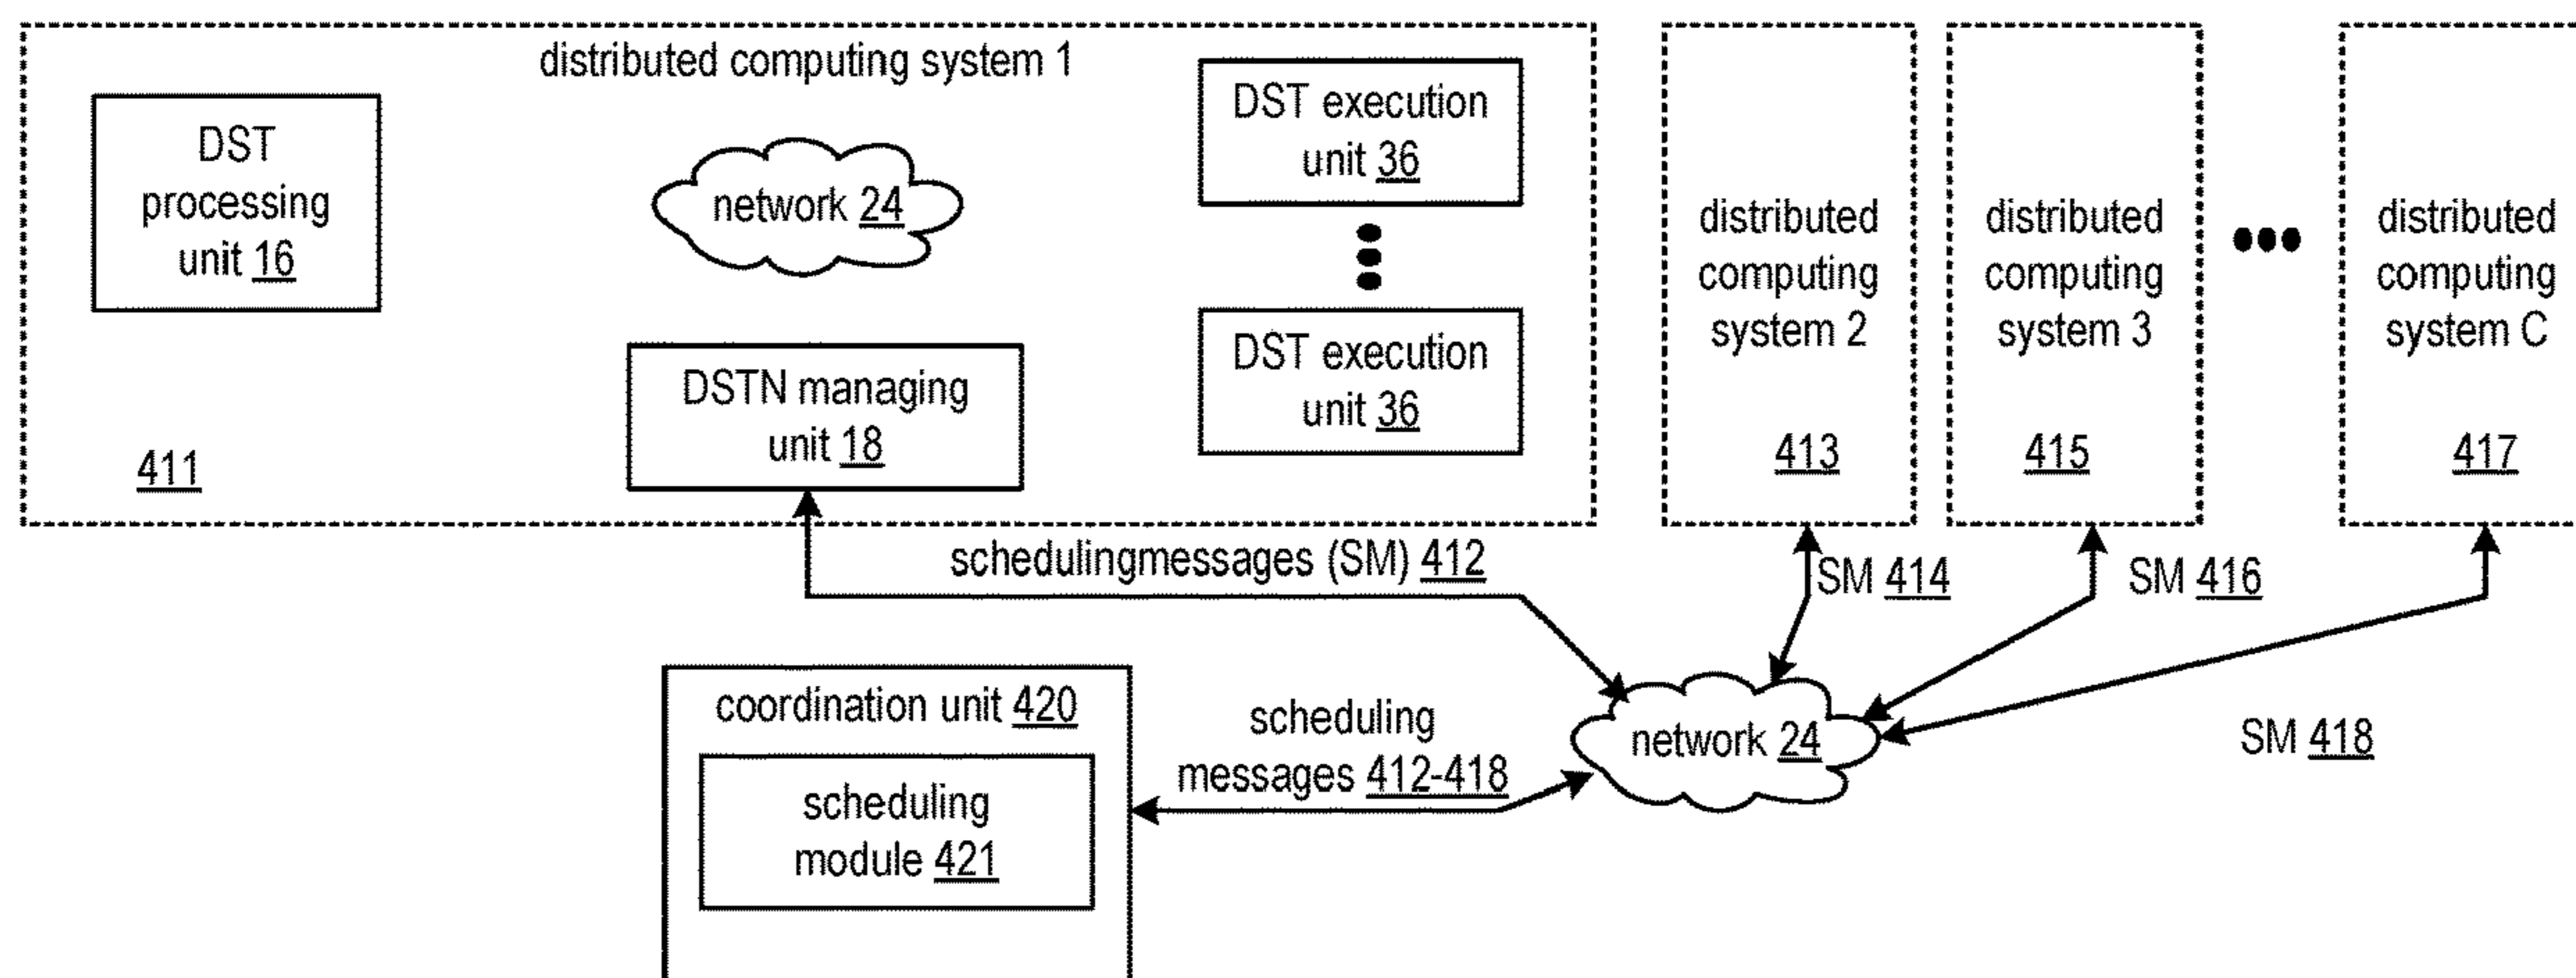 distributed computing system 1
DST
processing
unit 16
network 24
DST execution
unit 36
DST execution
unit 36
DSTN managing
unit 18
411
distributed
computing
system 2
413
distributed
computing
system 3
415
distributed
computing
system C
417
schedulingmessages (SM) 412
SM 414
SM 416
SM 418
coordination unit 420
scheduling
module 421
scheduling
messages 412-418
network 24